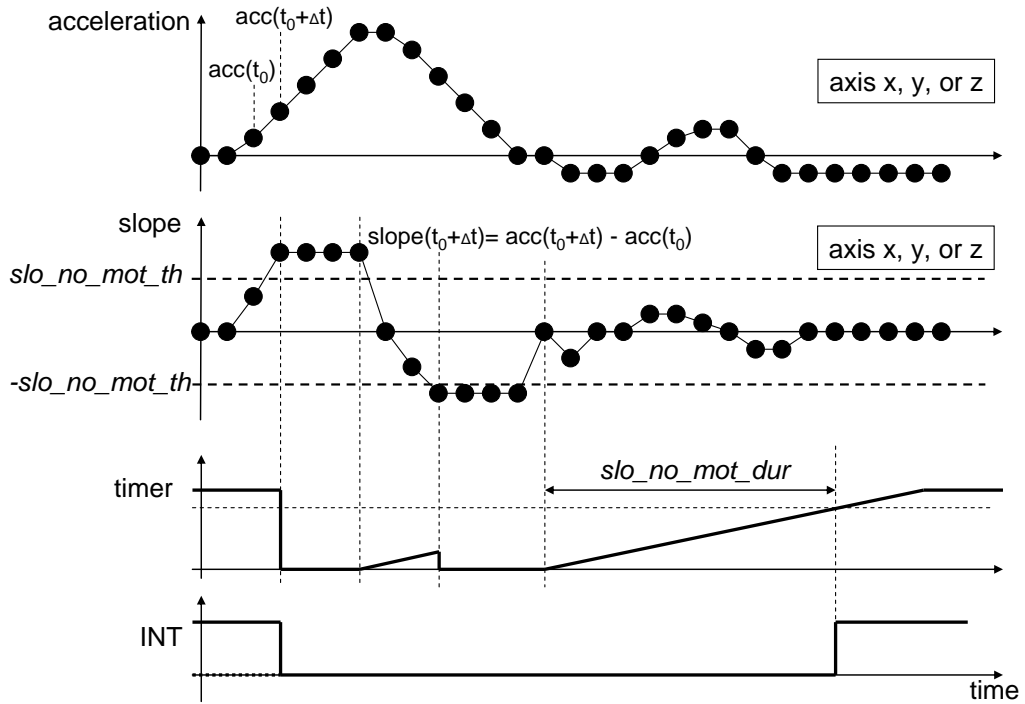 acceleration
acc(t₀+Δt)
acc(t₀)
axis x, y, or z
slope
slope(t₀+Δt)= acc(t₀+Δt) - acc(t₀)
axis x, y, or z
slo_no_mot_th
-slo_no_mot_th
timer
slo_no_mot_dur
INT
time